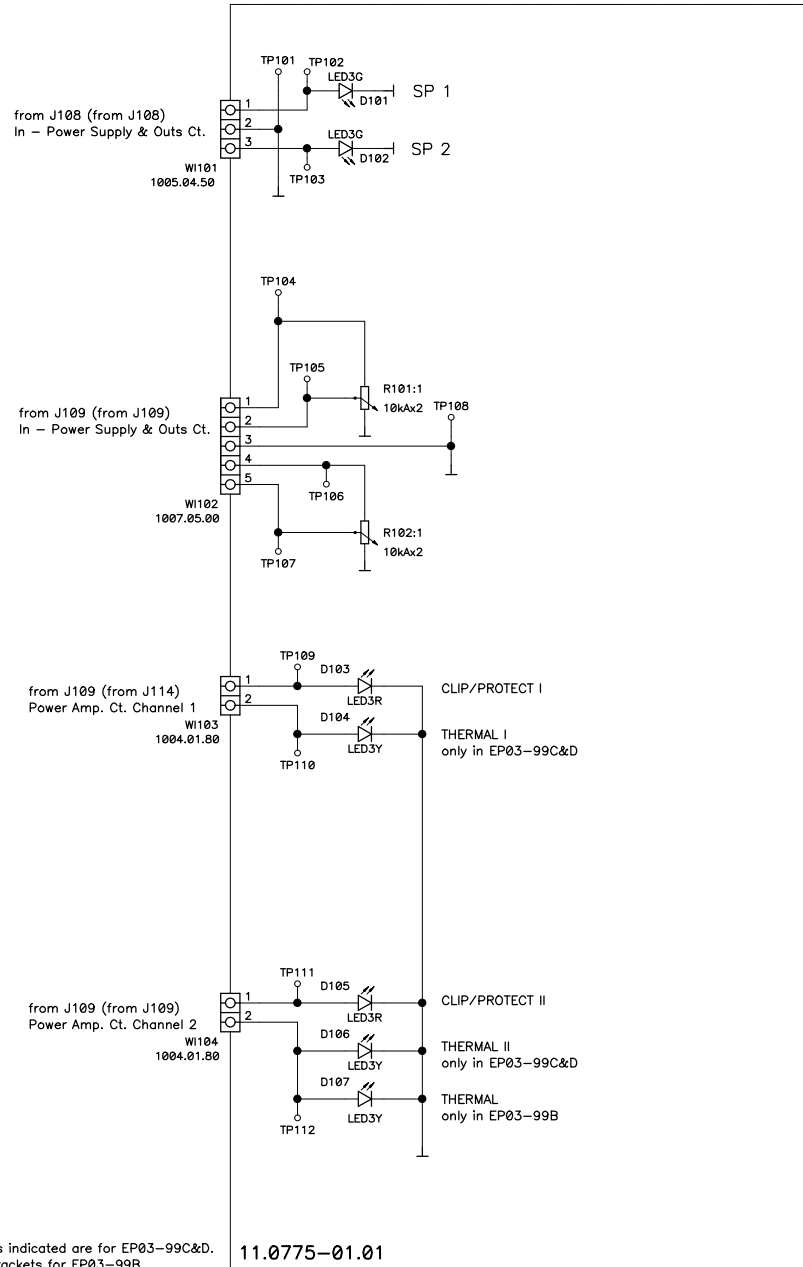 TP101
TP102
LED3G
D101
SP 1
from J108 (from J108)
In – Power Supply & Outs Ct.
1
2
3
LED3G
D102
SP 2
WI101
1005.04.50
TP103
TP104
TP105
R101:1
10kAx2
TP108
from J109 (from J109)
In – Power Supply & Outs Ct.
1
2
3
4
5
TP106
WI102
1007.05.00
R102:1
10kAx2
TP107
TP109
D103
LED3R
CLIP/PROTECT I
from J109 (from J114)
Power Amp. Ct. Channel 1
1
2
WI103
1004.01.80
D104
LED3Y
THERMAL I
only in EP03–99C&D
TP110
TP111
D105
LED3R
CLIP/PROTECT II
from J109 (from J109)
Power Amp. Ct. Channel 2
1
2
WI104
1004.01.80
D106
LED3Y
THERMAL II
only in EP03–99C&D
D107
LED3Y
THERMAL
only in EP03–99B
TP112
indicated are for EP03–99C&D.
for EP03–99B
11.0775–01.01